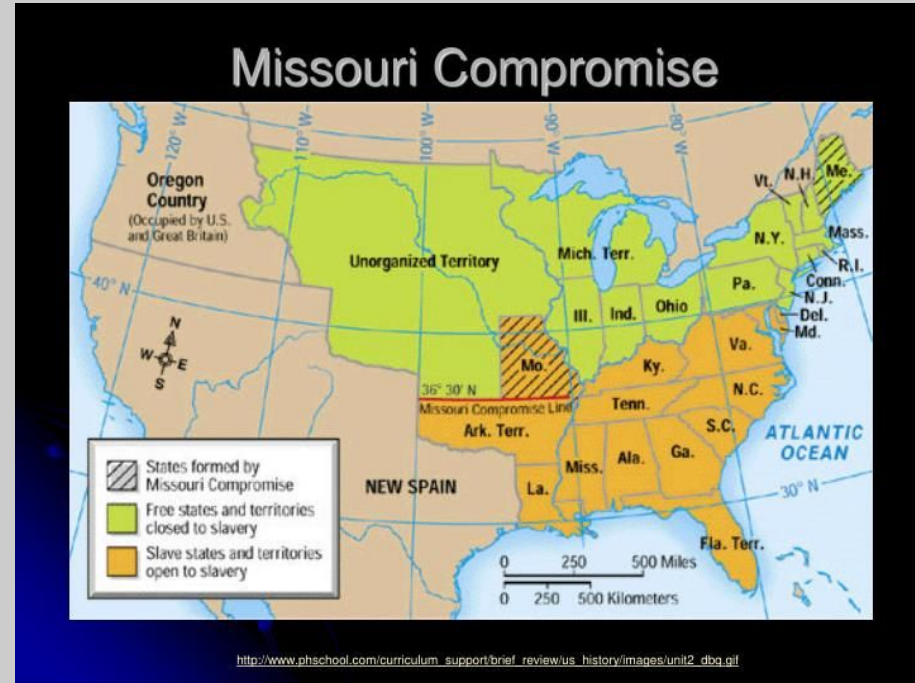 Missouri Compromise
120° W
110° W
100° W
90° W
80° W
Oregon
Country
(Occupied by U.S.
and Great Britain)
Unorganized Territory
Mich. Terr.
Vt.
N.H.
Me.
N.Y.
Mass.
R.I.
Conn.
Pa.
N.J.
Del.
Md.
40° N
Ill.
Ind.
Ohio
Va.
N
W
E
S
Mo.
Ky.
36° 30' N
Missouri Compromise Line
N.C.
Tenn.
Ark. Terr.
S.C.
ATLANTIC
OCEAN
Miss.
Ala.
Ga.
La.
NEW SPAIN
30° N
Fla. Terr.
States formed by
Missouri Compromise
Free states and territories
closed to slavery
Slave states and territories
open to slavery
0 250 500 Miles
0 250 500 Kilometers
http://www.phschool.com/curriculum_support/brief_review/us_history/images/unit2_dbq.gif